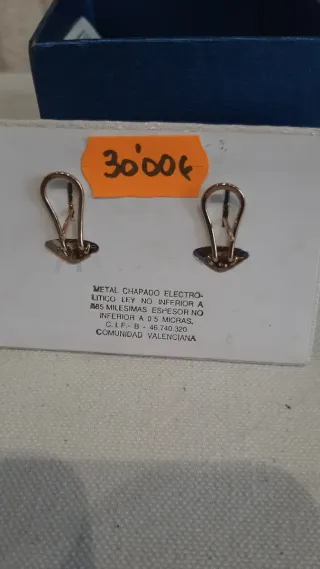 30'00€
METAL CHAPADO ELECTRO-
LITICO LEY NO INFERIOR A
885 MILESIMAS ESPESOR NO
INFERIOR A 0 5 MICRAS.
C.I.F.- B - 46.740.320
COMUNIDAD VALENCIANA